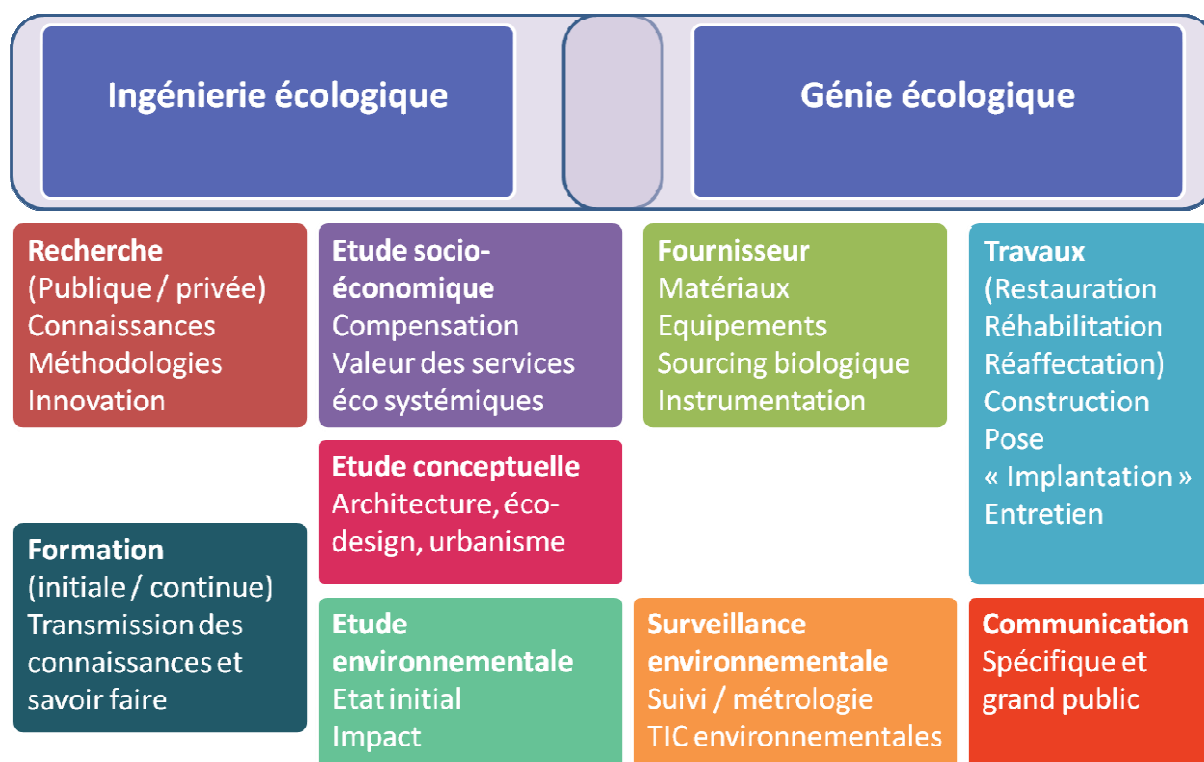 Ingénierie écologique
Génie écologique
Recherche
(Publique / privée)
Connaissances
Méthodologies
Innovation
Etude socio-
économique
Compensation
Valeur des services
éco systémiques
Fournisseur
Matériaux
Equipements
Sourcing biologique
Instrumentation
Travaux
(Restauration
Réhabilitation
Réaffectation)
Construction
Pose
« Implantation »
Entretien
Etude conceptuelle
Architecture, éco-
design, urbanisme
Formation
(initiale / continue)
Transmission des
connaissances et
savoir faire
Etude
environnementale
Etat initial
Impact
Surveillance
environnementale
Suivi / métrologie
TIC environnementales
Communication
Spécifique et
grand public